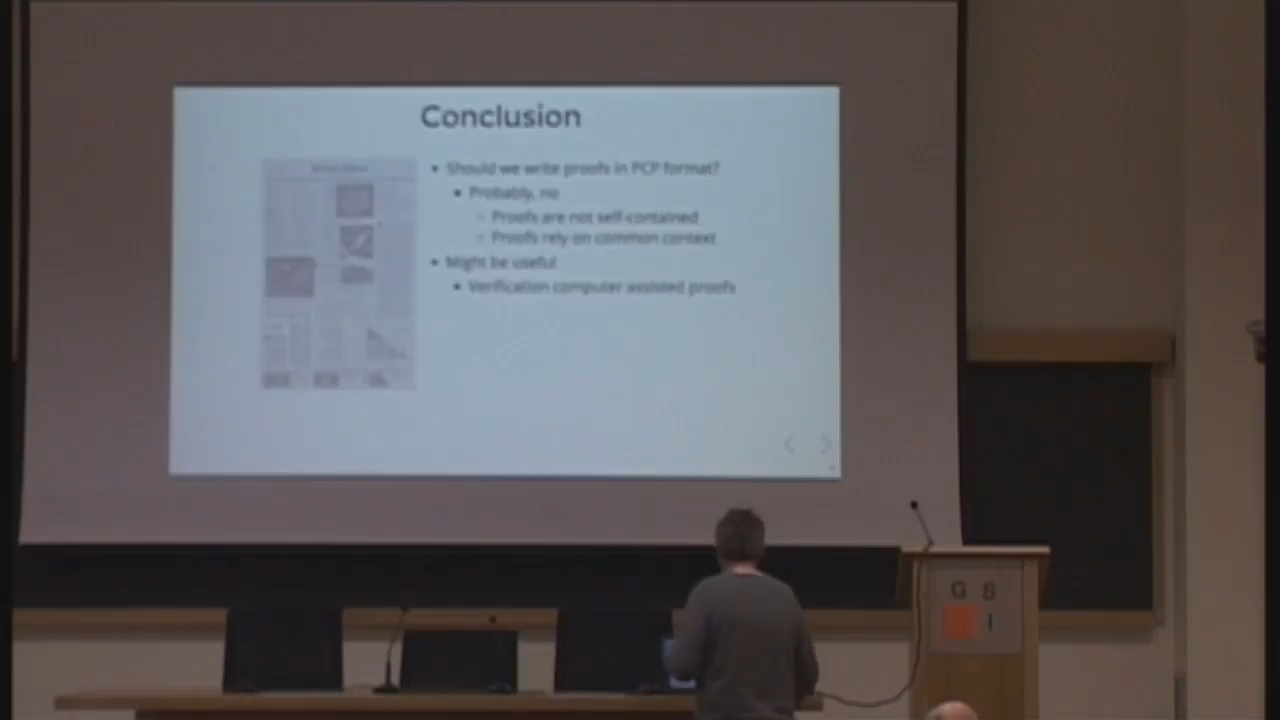 Conclusion
Should we write proofs in PCP format?
Probably, no
Proofs are not self-contained
Proofs rely on common context
Might be useful
Verification computer assisted proofs
G S
I